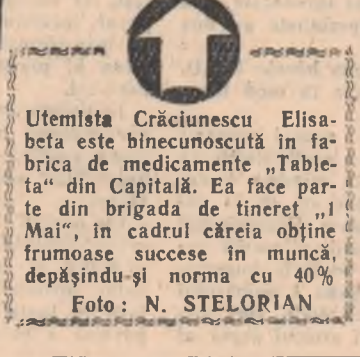 Utemista Crăciunescu Elisa-
beta este binecunoscută în fa-
brica de medicamente „Table-
ta“ din Capitală. Ea face par-
te din brigada de tineret „1
Mai“, în cadrul căreia obține
frumoase succese în muncă,
depășindu-și norma cu 40%
Foto: N. STELORIAN